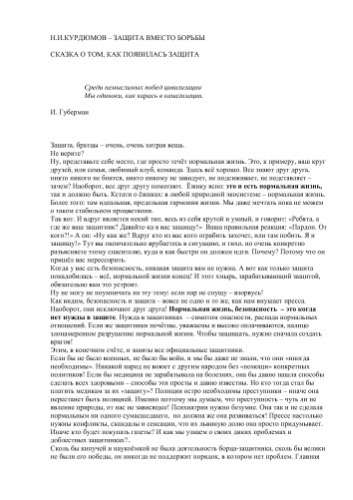 Н.И.КУРДЮМОВ – ЗАЩИТА ВМЕСТО БОРЬБЫ
СКАЗКА О ТОМ, КАК ПОЯВИЛАСЬ ЗАЩИТА
Среди немыслимых побед цивилизации
Мы одиноки, как карась в канализации.
И. Губерман
Защита, братцы – очень, очень хитрая вещь.
Не верите?
Ну, представьте себе место, где просто течёт нормальная жизнь. Это, к примеру, ваш круг
друзей, или семья, любимый клуб, команда. Здесь всё хорошо. Все знают друг друга,
никто никого не боится, никто никому не завидует, не подсиживает, не подставляет –
зачем? Наоборот, все друг другу помогают. Ёжику ясно: это и есть нормальная жизнь,
так и должно быть. Кстати о ёжиках: в любой природной экосистеме – нормальная жизнь.
Более того: там идеальная, предельная гармония жизни. Мы даже мечтать пока не можем
о таком стабильном процветании.
Так вот. И вдруг является некий тип, весь из себя крутой и умный, и говорит: «Ребята, а
где же ваш защитник? Давайте-ка я вас защищу!» Ваша правильная реакция: «Пардон. От
кого?!» А он: «Ну как же? Вдруг кто из вас кого ограбить захочет, или там побить. Я и
защищу!» Тут вы окончательно врубаетесь в ситуацию, и тихо, но очень конкретно
разъясняете этому спасителю, куда и как быстро он должен идти. Почему? Потому что он
пришёл вас перессорить.
Когда у вас есть безопасность, никакая защита вам не нужна. А вот как только защита
понадобилась – всё, нормальной жизни конец. И этот хмырь, зарабатывающий защитой,
обязательно вам это устроит.
Ну не могу не поумничать на эту тему: если пир не спущу – взорвусь!
Как видим, безопасность и защита – вовсе не одно и то же, как нам внушает пресса.
Наоборот, они исключают друг друга! Нормальная жизнь, безопасность – это когда
нет нужды в защите. Нужда в защитниках – симптом опасности, распада нормальных
отношений. Если же защитники почётны, уважаемы и высоко оплачиваются, налицо
злонамеренное разрушение нормальной жизни. Чтобы защищать, нужно сначала создать
врагов!
Этим, в конечном счёте, и заняты все официальные защитники.
Если бы не было военных, не было бы войн, и мы бы даже не знали, что они «иногда
необходимы». Никакой народ не воюет с другим народом без «помощи» конкретных
политиков! Если бы медицина не зарабатывала на болезнях, она бы давно нашла способы
сделать всех здоровыми – способы эти просты и давно известны. Но кто тогда стал бы
платить медикам за их «защиту»? Полиции остро необходимы преступники – иначе она
перестанет быть полицией. Именно поэтому мы думаем, что преступность – чуть ли не
явление природы, от нас не зависящее! Психиатрии нужно безумие. Она так и не сделала
нормальным ни одного сумасшедшего, но должна же она развиваться! Прессе настолько
нужны конфликты, скандалы и сенсации, что их львиную долю она просто придумывает.
Иначе кто будет покупать газеты? И как мы узнаем о своих диких проблемах и
доблестных защитниках?..
Сколь бы кипучей и наукоёмкой не была деятельность борца-защитника, сколь бы велики
не были его победы, он никогда не поддержит порядок, в котором нет проблем. Главная